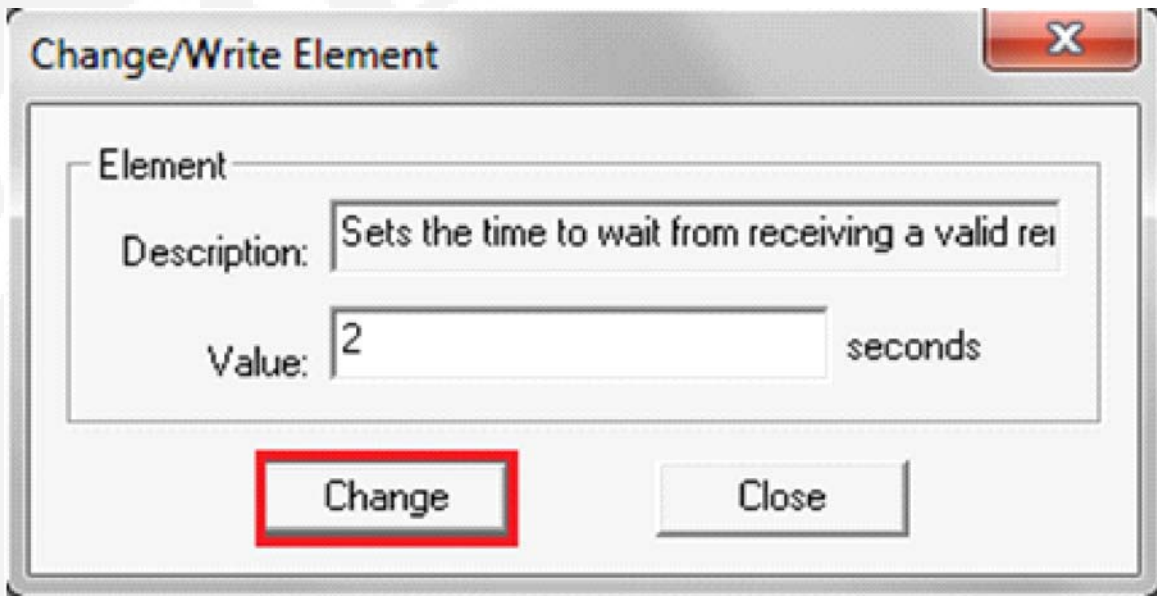 Change/Write Element
Element
Description: Sets the time to wait from receiving a valid
Value: 2 seconds
Change Close